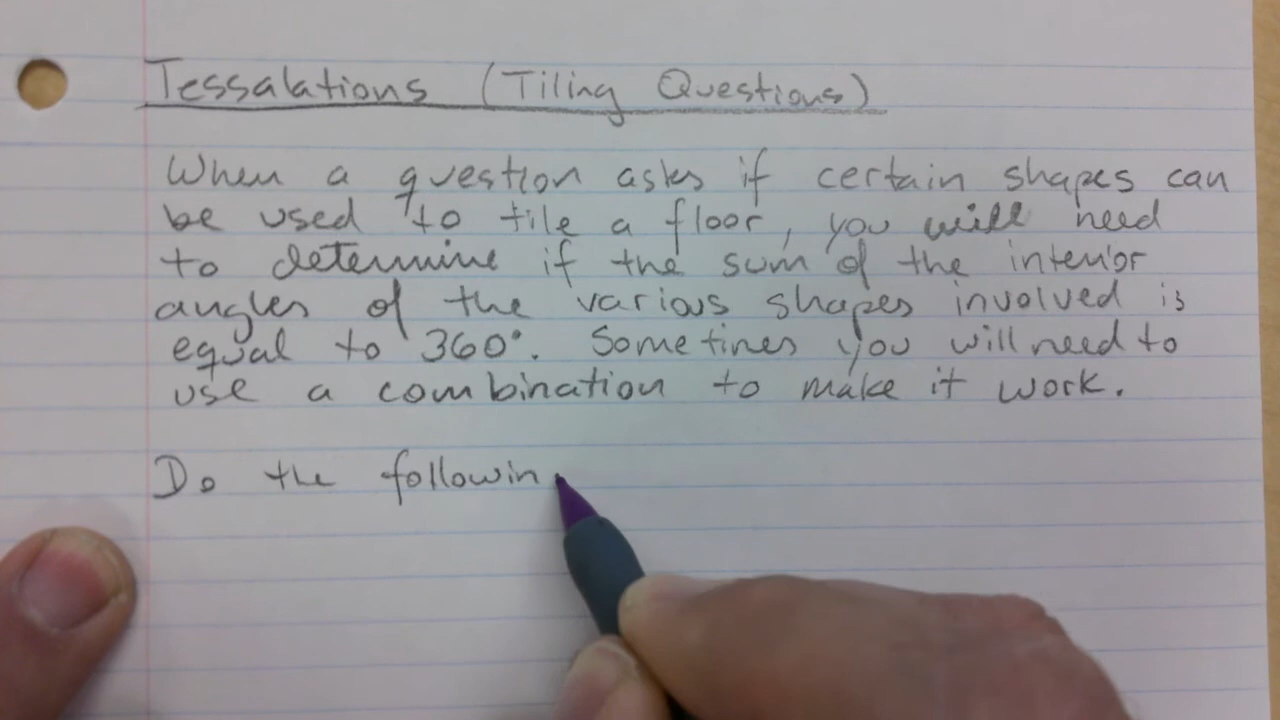 Tessalations (Tiling Questions)
When a question asks if certain shapes can
be used to tile a floor, you will need
to determine if the sum of the interior
angles of the various shapes involved is
equal to 360°. Sometimes you will need to
use a combination to make it work.
Do the followin